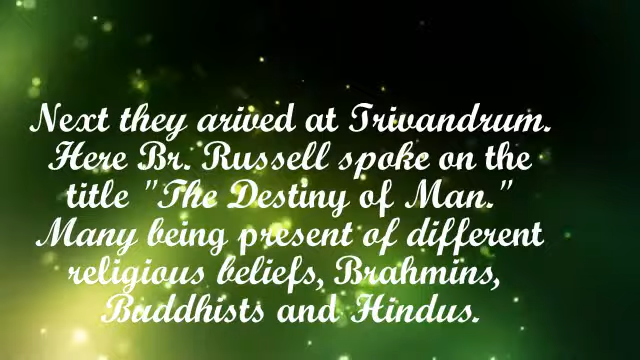 Next they arived at Trivandrum.
Here Br. Russell spoke on the
title "The Destiny of Man."
Many being present of different
religious beliefs, Brahmins,
Buddhists and Hindus.